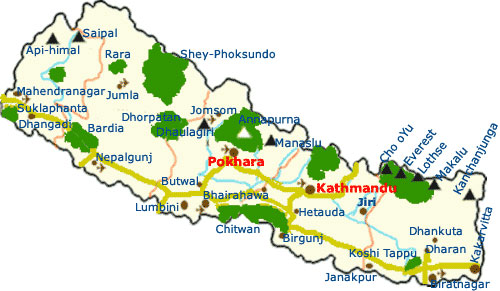 Saipal
Api-himal
Rara
Shey-Phoksundo
Mahendranagar
Jumla
Suklaphanta
Jomsom
Dhangadi
Dhorpatan
Annapurna
Bardia
Dhaulagiri
Manaslu
Cho oYu
Everest
Lothse
Makalu
Kanchanjunga
Nepalgunj
Pokhara
Butwal
Bhairahawa
Kathmandu
Lumbini
Hetauda
Jiri
Chitwan
Birgunj
Dhankuta
Koshi Tappu
Dharan
Kakarvitta
Janakpur
Biratnagar